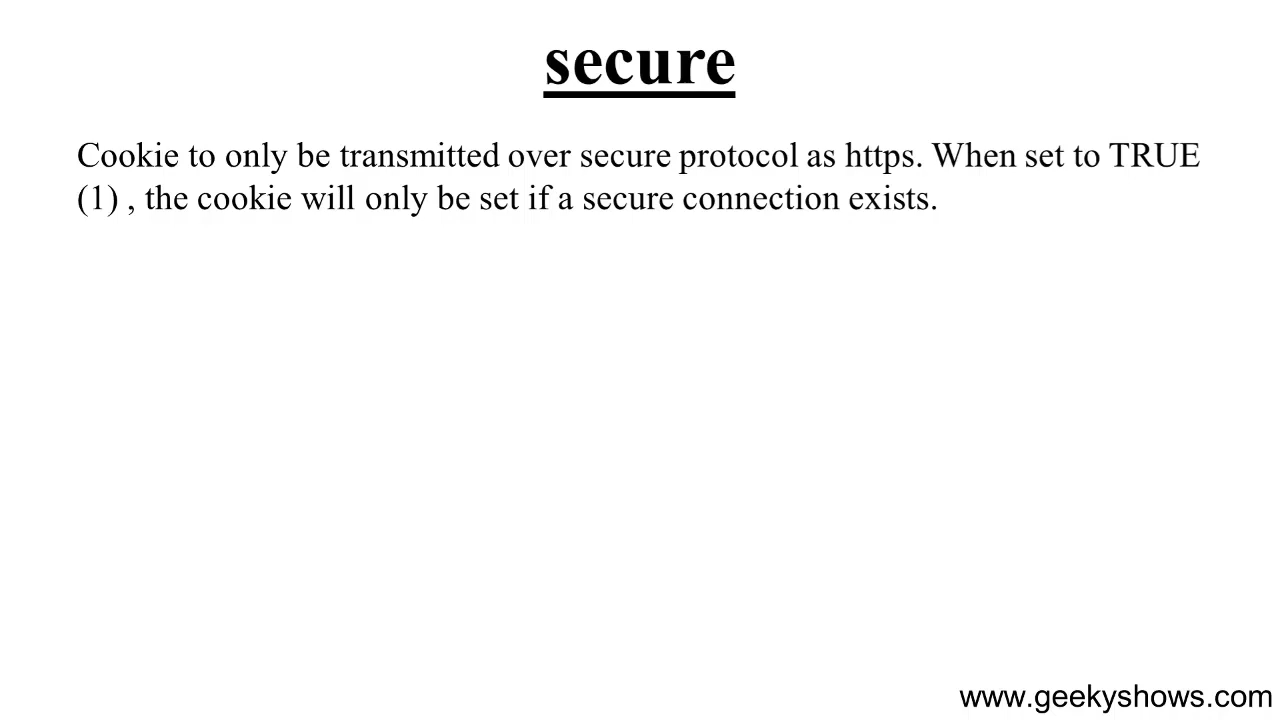 secure
Cookie to only be transmitted over secure protocol as https. When set to TRUE
(1) , the cookie will only be set if a secure connection exists.
www.geekyshows.com